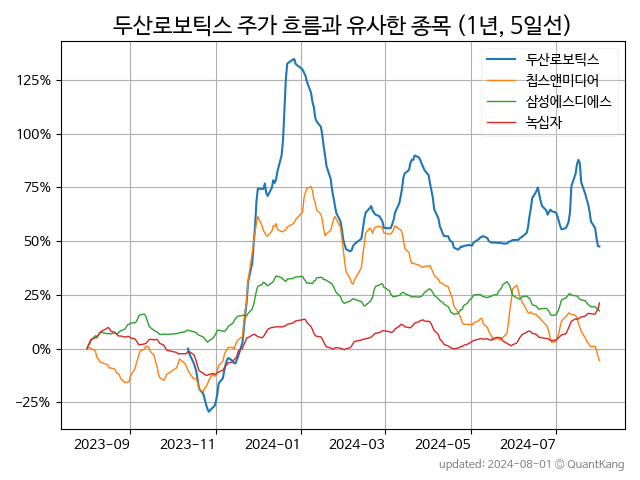 두산로보틱스 주가 흐름과 유사한 종목 (1년, 5일선)
두산로보틱스
칩스앤미디어
삼성에스디에스
녹십자
125%
100%
75%
50%
25%
0%
−25%
2023-09 2023-11 2024-01 2024-03 2024-05 2024-07
updated: 2024-08-01 © QuantKang